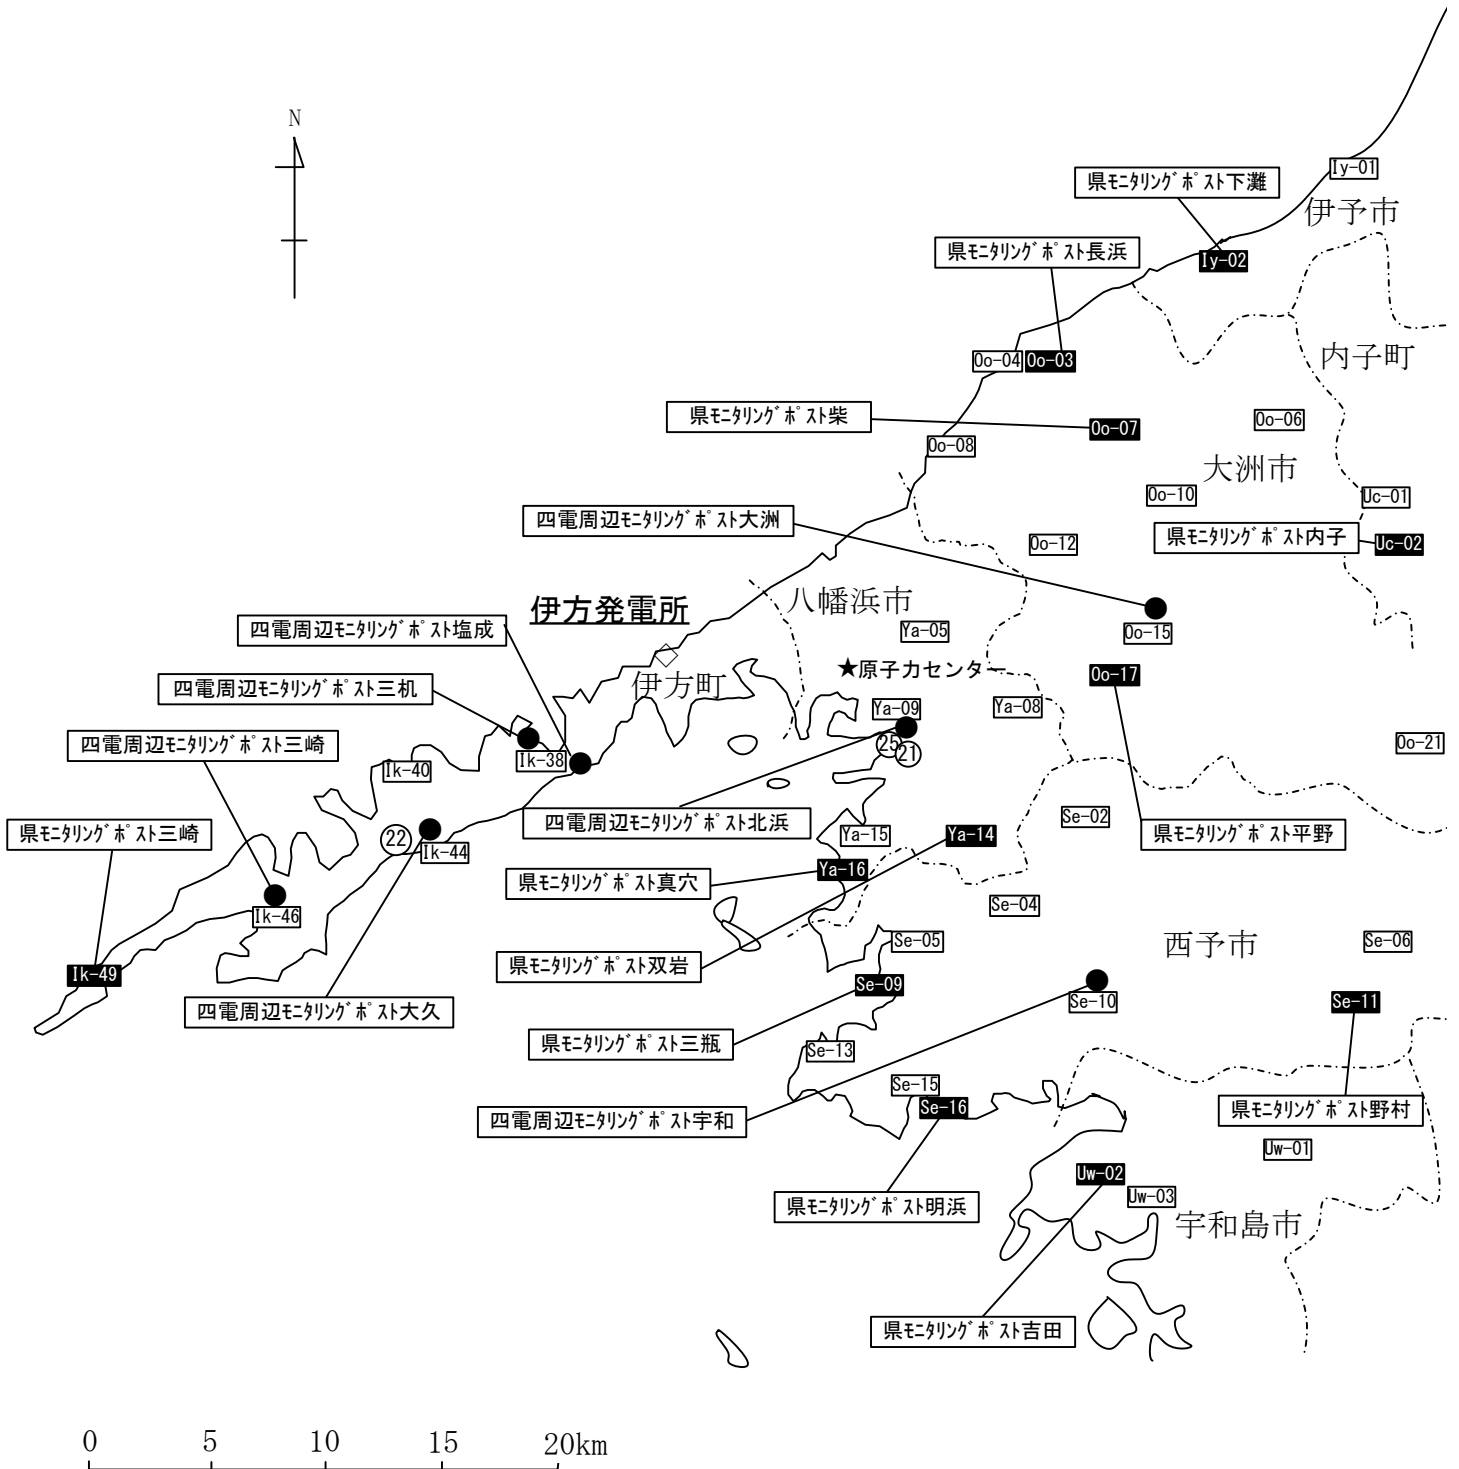 N
Iy-01
県ﾓﾆﾀﾘﾝｸﾞﾎﾟｽﾄ下灘
伊予市
県ﾓﾆﾀﾘﾝｸﾞﾎﾟｽﾄ長浜
Iy-02
内子町
Oo-04
Oo-03
県ﾓﾆﾀﾘﾝｸﾞﾎﾟｽﾄ柴
Oo-07
Oo-06
Oo-08
大洲市
Oo-10
Uc-01
四電周辺ﾓﾆﾀﾘﾝｸﾞﾎﾟｽﾄ大洲
Oo-12
県ﾓﾆﾀﾘﾝｸﾞﾎﾟｽﾄ内子
Uc-02
伊方発電所
八幡浜市
四電周辺ﾓﾆﾀﾘﾝｸﾞﾎﾟｽﾄ塩成
Ya-05
Oo-15
★原子力センター
伊方町
Oo-17
四電周辺ﾓﾆﾀﾘﾝｸﾞﾎﾟｽﾄ三机
Ya-09
Ya-08
四電周辺ﾓﾆﾀﾘﾝｸﾞﾎﾟｽﾄ三崎
25
21
Oo-21
Ik-38
Ik-40
四電周辺ﾓﾆﾀﾘﾝｸﾞﾎﾟｽﾄ北浜
Se-02
県ﾓﾆﾀﾘﾝｸﾞﾎﾟｽﾄ三崎
22
Ik-44
Ya-15
Ya-14
県ﾓﾆﾀﾘﾝｸﾞﾎﾟｽﾄ平野
県ﾓﾆﾀﾘﾝｸﾞﾎﾟｽﾄ真穴
Ya-16
Ik-46
Se-04
Se-05
西予市
Se-06
県ﾓﾆﾀﾘﾝｸﾞﾎﾟｽﾄ双岩
Ik-49
Se-09
Se-10
Se-11
四電周辺ﾓﾆﾀﾘﾝｸﾞﾎﾟｽﾄ大久
県ﾓﾆﾀﾘﾝｸﾞﾎﾟｽﾄ三瓶
Se-13
Se-15
Se-16
四電周辺ﾓﾆﾀﾘﾝｸﾞﾎﾟｽﾄ宇和
県ﾓﾆﾀﾘﾝｸﾞﾎﾟｽﾄ野村
Uw-01
Uw-02
Uw-03
県ﾓﾆﾀﾘﾝｸﾞﾎﾟｽﾄ明浜
宇和島市
県ﾓﾆﾀﾘﾝｸﾞﾎﾟｽﾄ吉田
0 5 10 15 20km